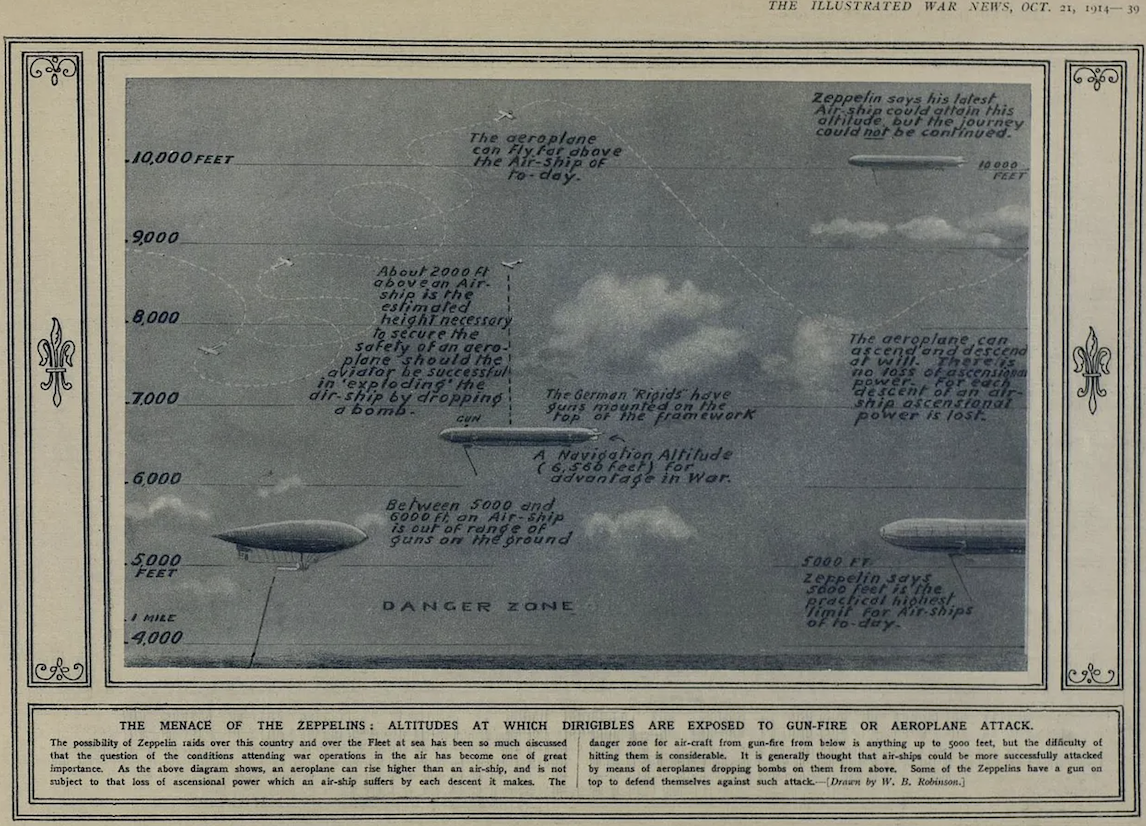 THE ILLUSTRATED WAR NEWS, OCT. 21, 1914— 39
Zeppelin says his latest
Air-ship could attain this
altitude, but the journey
could not be continued.
The aeroplane
can fly far above
the Air-Ship of
to-day.
10,000 FEET
10000
FEET
9,000
About 2000 Ft
above an Air-
ship is the
estimated
height necessary
to secure the
safety of an aero-
plane should the
aviator be successful
in 'exploding' the
air-ship by dropping
a bomb.
8,000
The aeroplane can
ascend and descend
at will. There is
no loss of ascensional
power. For each
descent of an air-
ship ascensional
power is lost.
7,000
The German "Rigids" have
guns mounted on the
top of the framework
GUN
A Navigation Altitude
(6,560 feet) for
advantage in War.
6,000
Between 5000 and
6000 ft, an Air-ship
is out of range of
guns on the ground
5,000
FEET
5000 FT.
Zeppelin says
5000 feet is the
practical highest
limit for Air-ships
of to-day.
DANGER ZONE
1 MILE
4,000
THE MENACE OF THE ZEPPELINS: ALTITUDES AT WHICH DIRIGIBLES ARE EXPOSED TO GUN-FIRE OR AEROPLANE ATTACK.
The possibility of Zeppelin raids over this country and over the Fleet at sea has been so much discussed
that the question of the conditions attending war operations in the air has become one of great
importance. As the above diagram shows, an aeroplane can rise higher than an air-ship, and is not
subject to that loss of ascensional power which an air-ship suffers by each descent it makes. The
danger zone for air-craft from gun-fire from below is anything up to 5000 feet, but the difficulty of
hitting them is considerable. It is generally thought that air-ships could be more successfully attacked
by means of aeroplanes dropping bombs on them from above. Some of the Zeppelins have a gun on
top to defend themselves against such attack.—[Drawn by W. B. Robinson.]